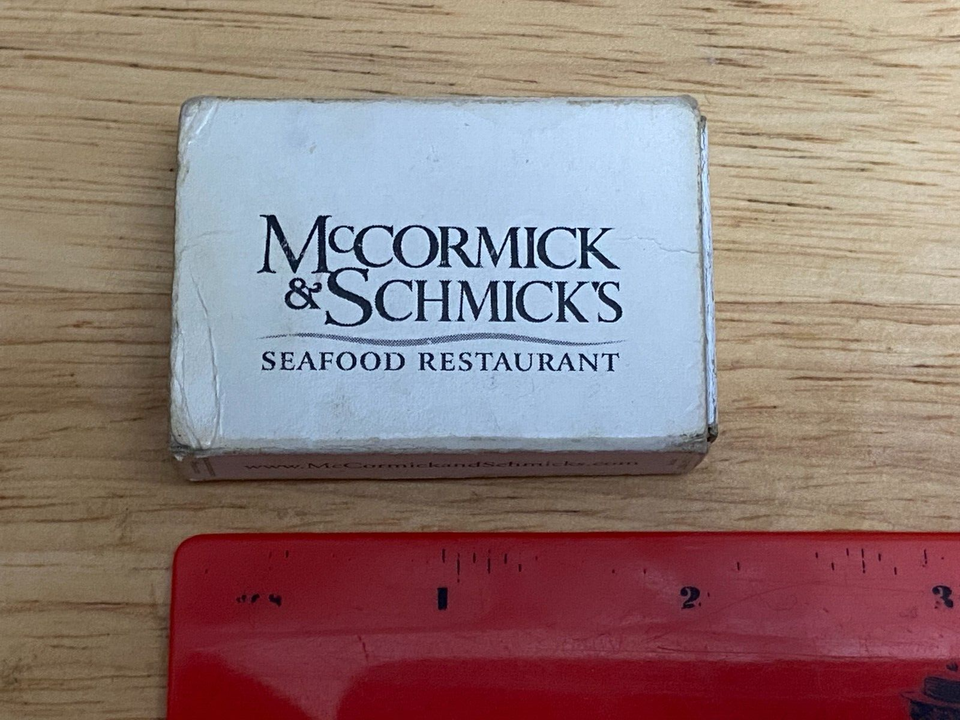 McCORMICK
& SCHMICK'S
SEAFOOD RESTAURANT
www.McCormickandSchmicks.com
1 2 3